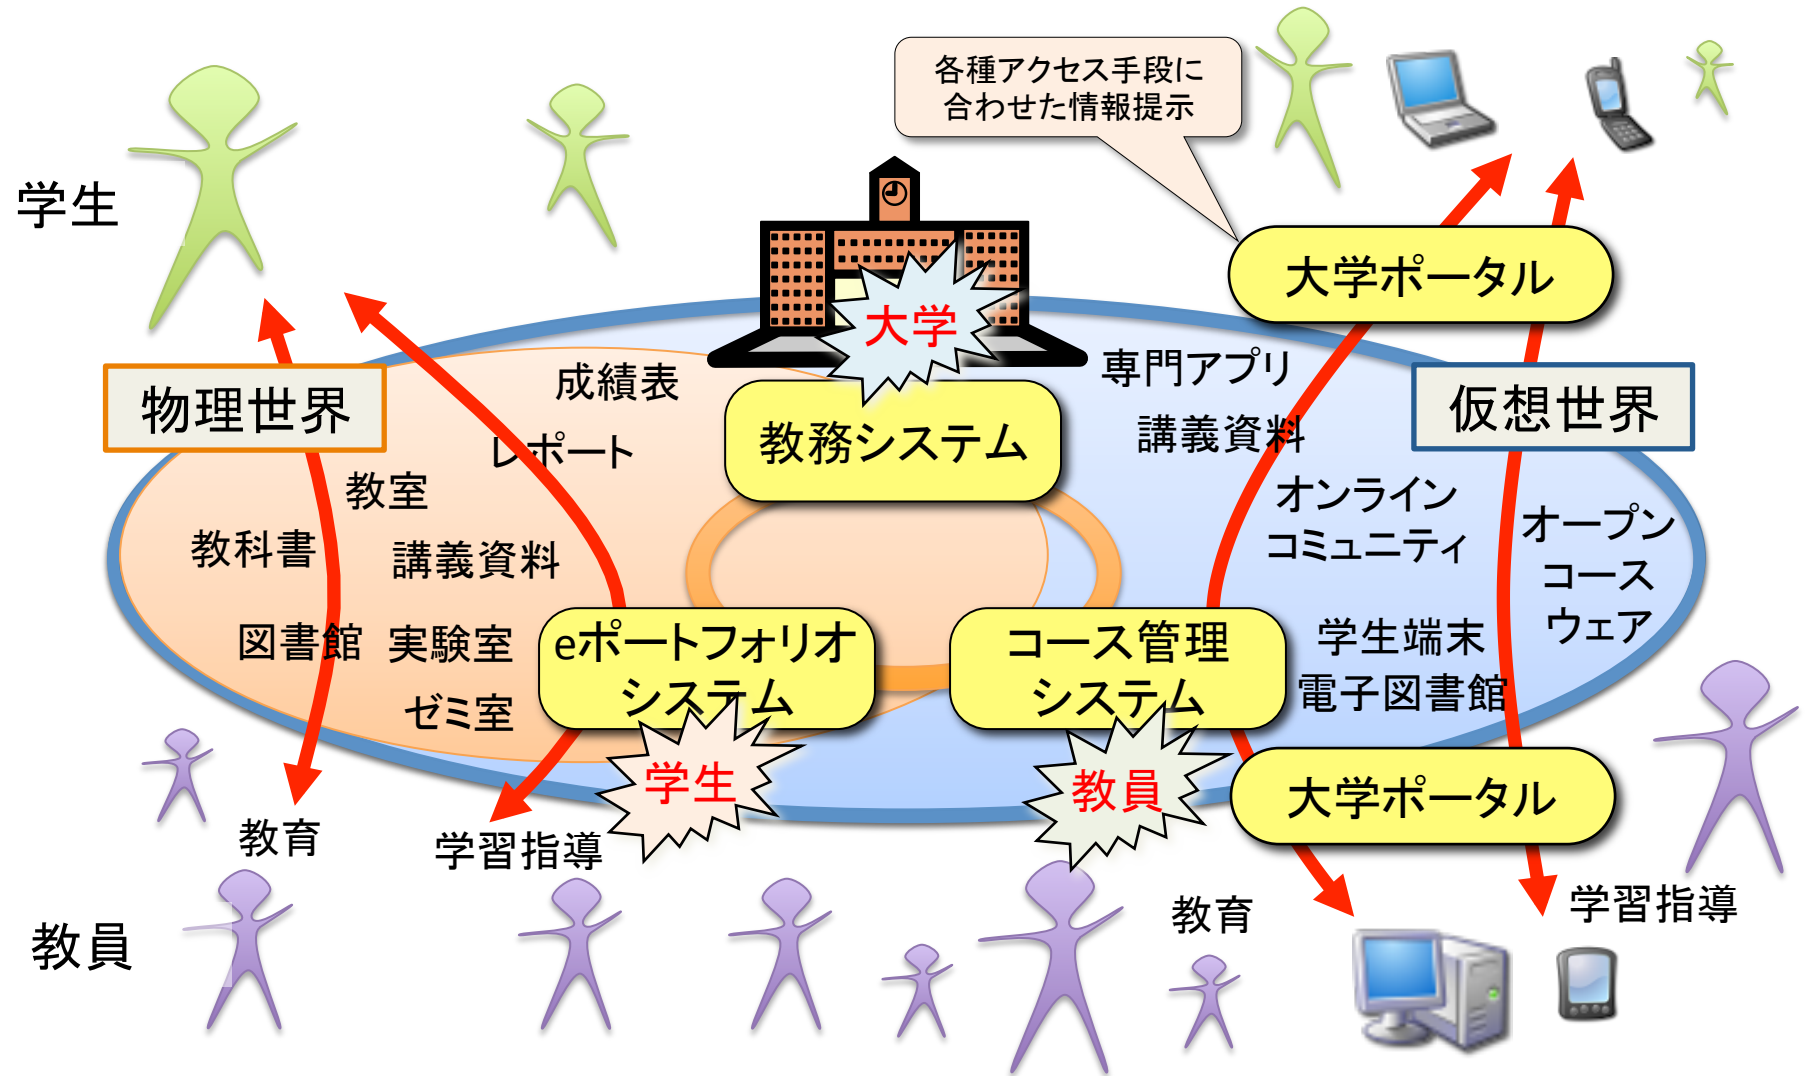 各種アクセス手段に
合わせた情報提示
学生
大学ポータル
大学
物理世界
成績表
専門アプリ
仮想世界
レポート
教務システム
講義資料
教室
オンライン
コミュニティ
オープン
コース
ウェア
教科書
講義資料
図書館
実験室
eポートフォリオ
システム
コース管理
システム
学生端末
電子図書館
ゼミ室
学生
教員
大学ポータル
教育
学習指導
教育
学習指導
教員